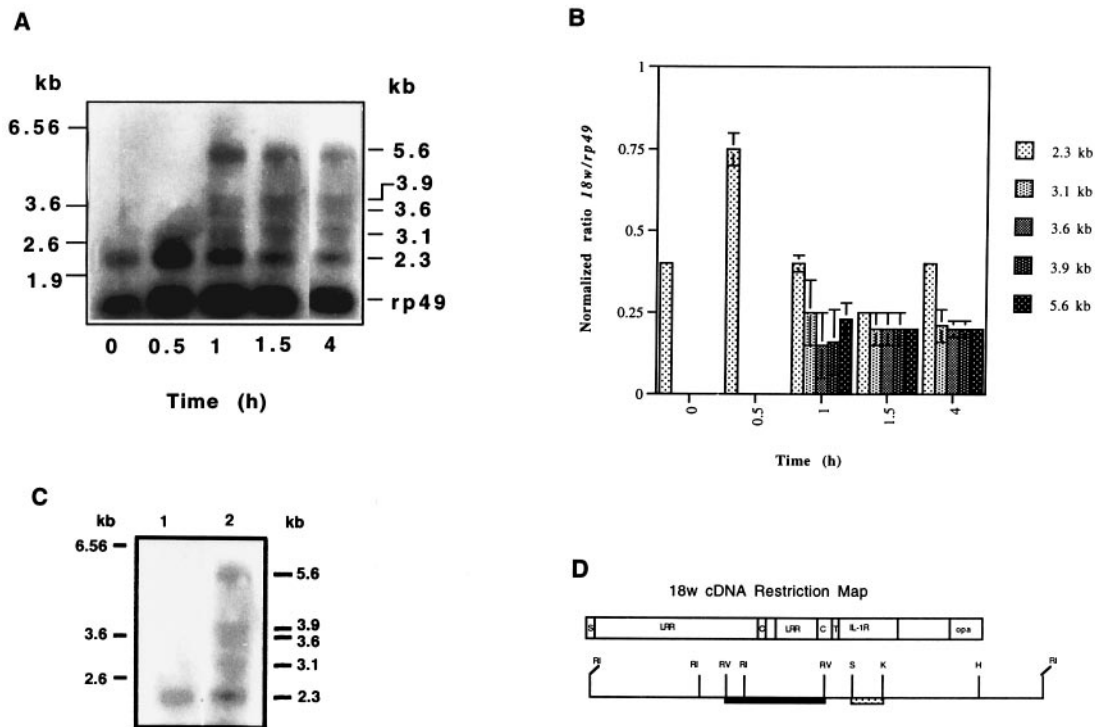 A
kb
kb
6.56
3.6
2.6
1.9
5.6
3.9
3.6
3.1
2.3
rp49
0 0.5 1 1.5 4
Time (h)
B
Normalized ratio 18w/rp49
1
0.75
0.5
0.25
0
0 0.5 1 1.5 4
Time (h)
2.3 kb
3.1 kb
3.6 kb
3.9 kb
5.6 kb
C
kb 1 2 kb
6.56
3.6
2.6
5.6
3.9
3.6
3.1
2.3
D
18w cDNA Restriction Map
S LRR C LRR C T IL-1R opa
RI RI RV RI RV S K H RI